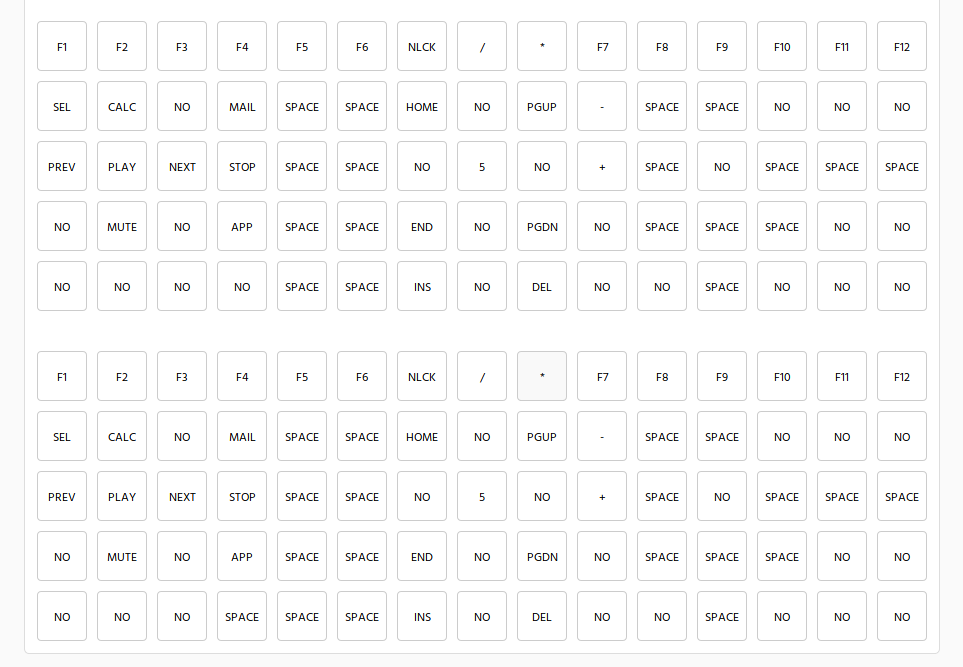 F1 F2 F3 F4 F5 F6 NLCK / * F7 F8 F9 F10 F11 F12
SEL CALC NO MAIL SPACE SPACE HOME NO PGUP - SPACE SPACE NO NO NO
PREV PLAY NEXT STOP SPACE SPACE NO 5 NO + SPACE NO SPACE SPACE SPACE
NO MUTE NO APP SPACE SPACE END NO PGDN NO SPACE SPACE SPACE NO NO
NO NO NO NO SPACE SPACE INS NO DEL NO NO SPACE NO NO NO
F1 F2 F3 F4 F5 F6 NLCK / * F7 F8 F9 F10 F11 F12
SEL CALC NO MAIL SPACE SPACE HOME NO PGUP - SPACE SPACE NO NO NO
PREV PLAY NEXT STOP SPACE SPACE NO 5 NO + SPACE NO SPACE SPACE SPACE
NO MUTE NO APP SPACE SPACE END NO PGDN NO SPACE SPACE SPACE NO NO
NO NO NO SPACE SPACE SPACE INS NO DEL NO NO SPACE NO NO NO